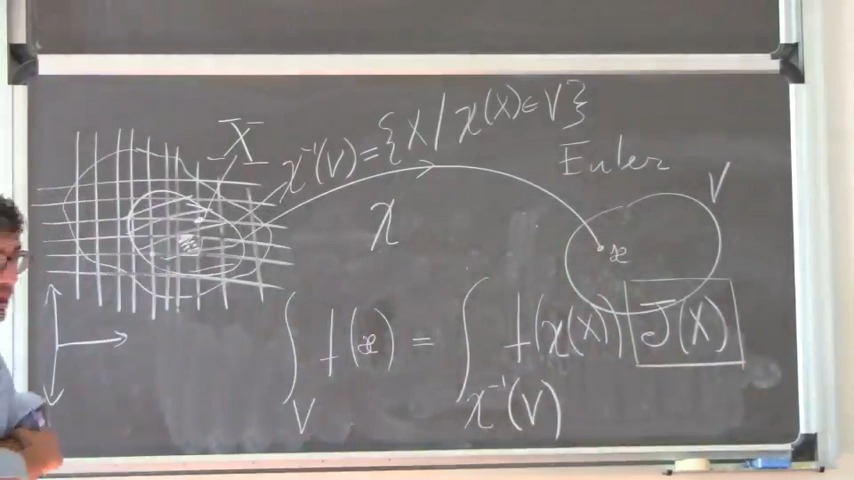 X
χ⁻¹(V)={X/χ(X)∈V}
Euler
V
χ
x
∫_V f(x) = ∫_{χ⁻¹(V)} f(χ(X)) J(X)